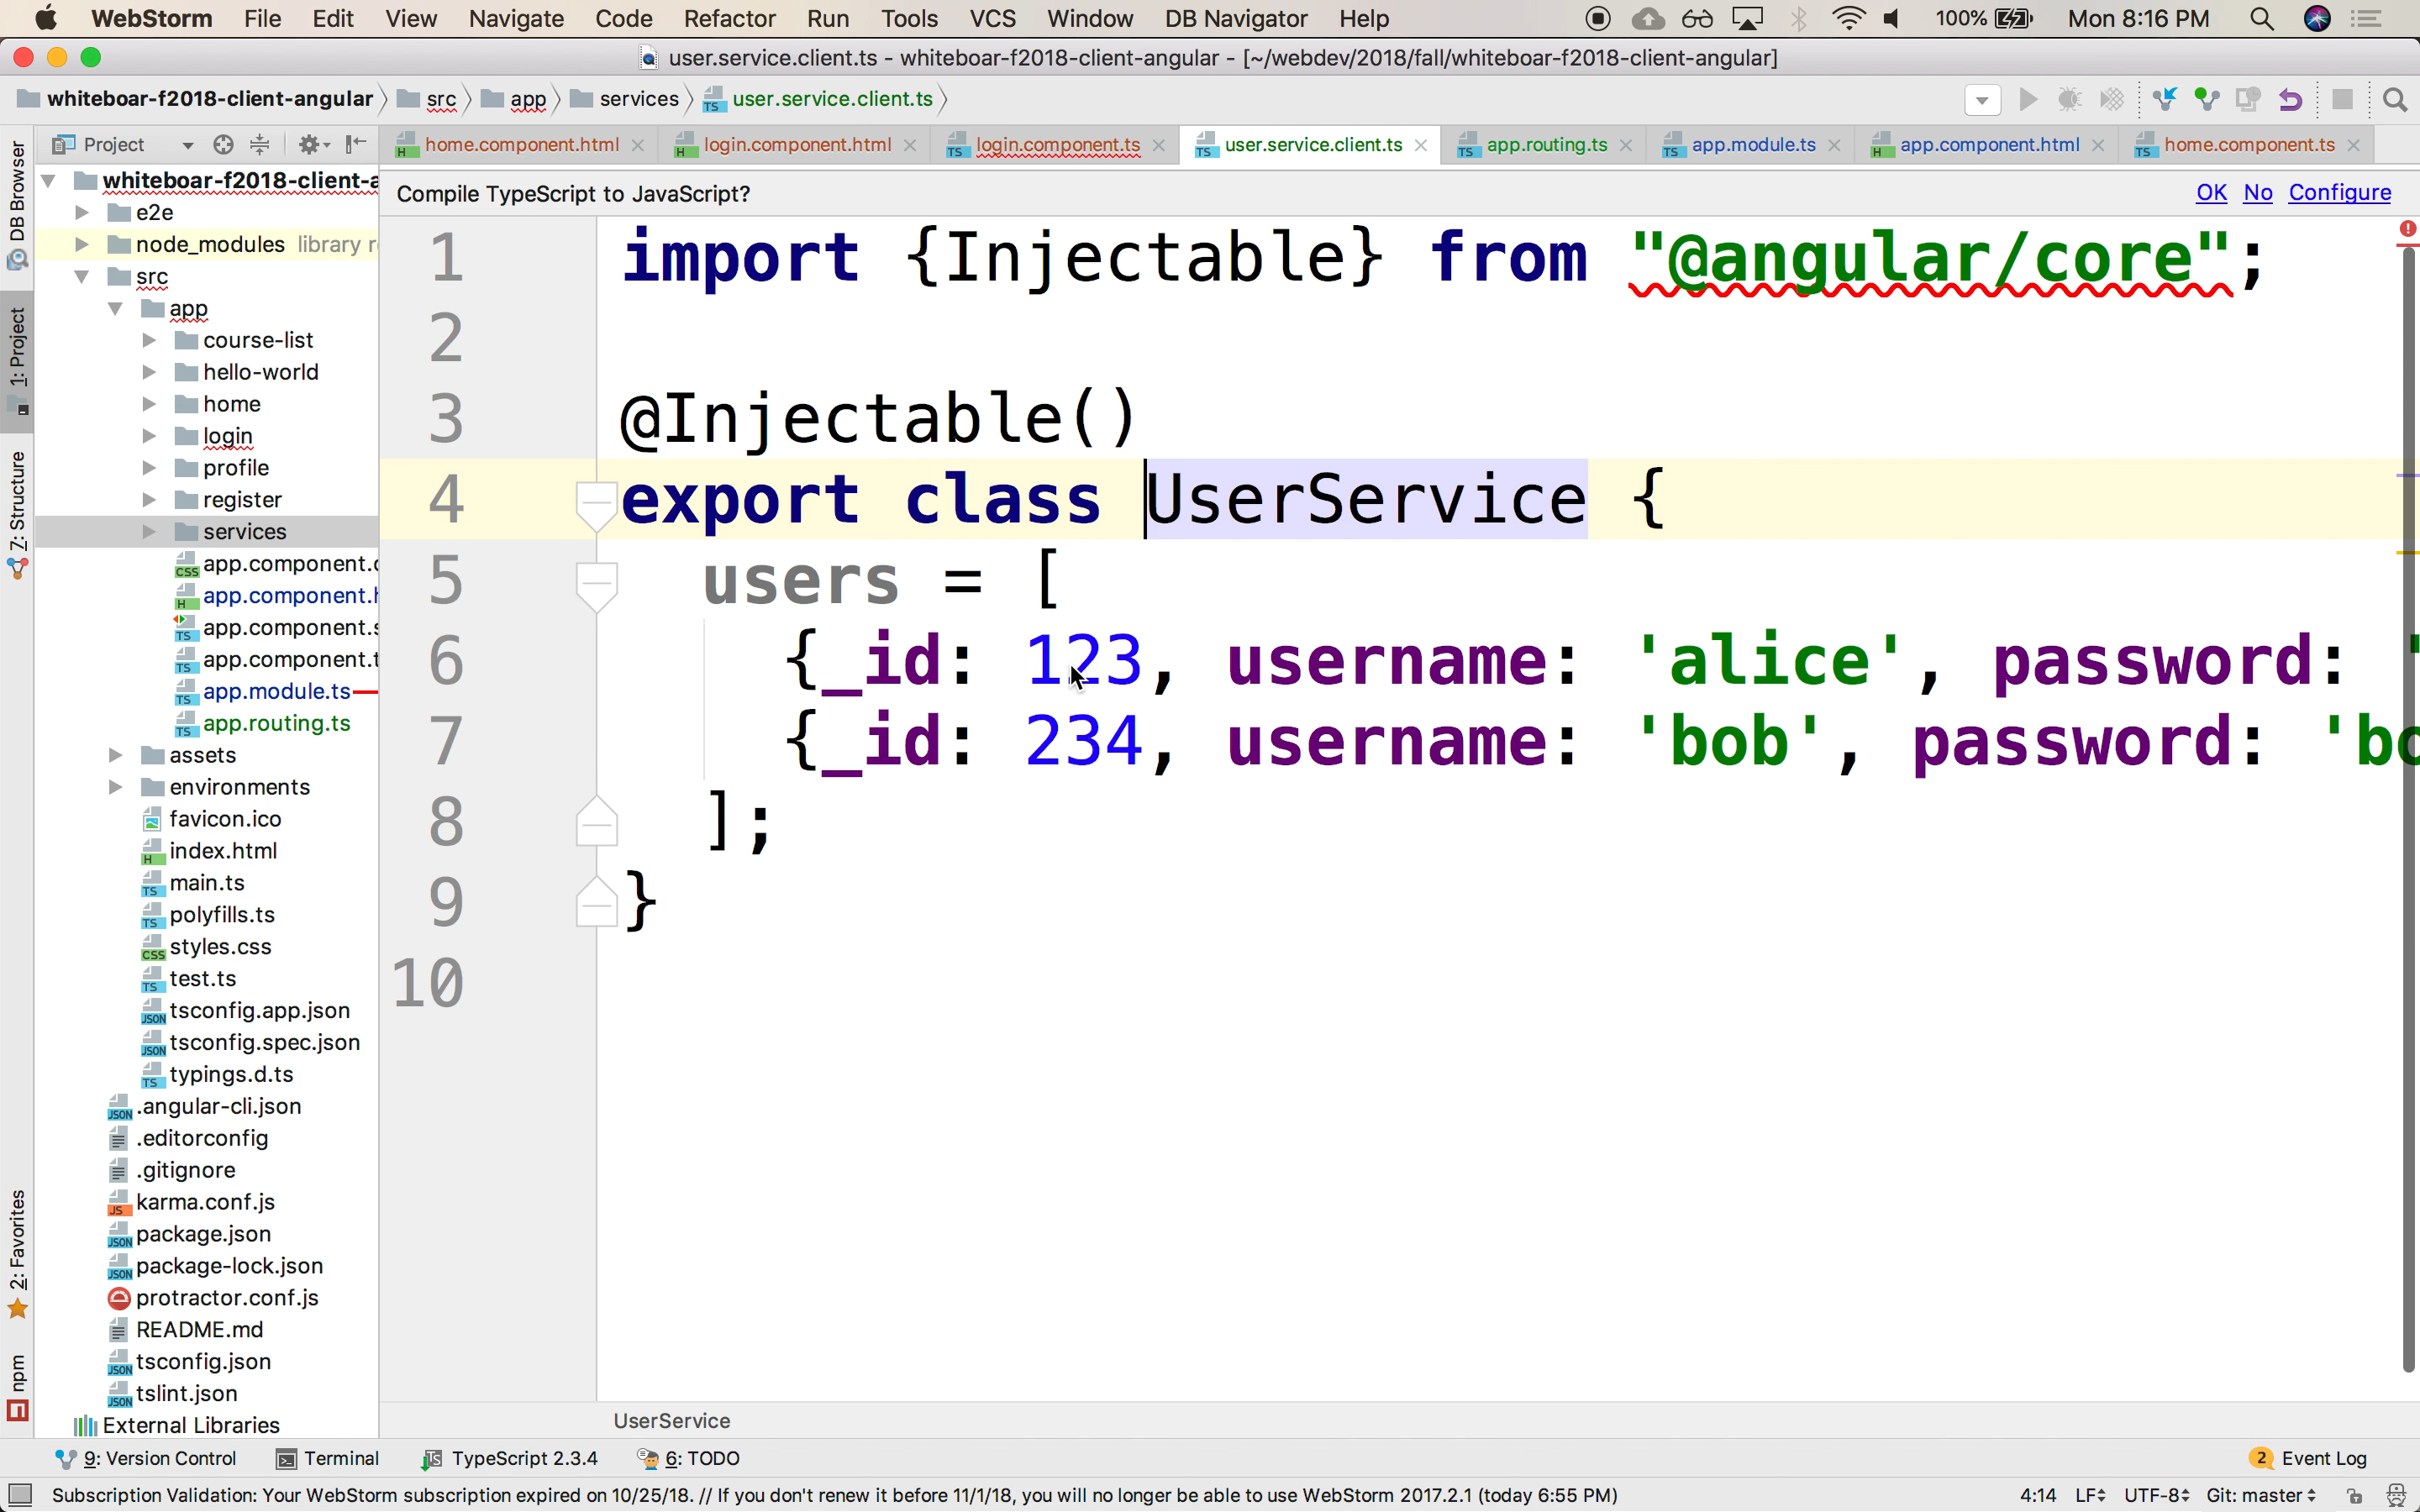 WebStorm File Edit View Navigate Code Refactor Run Tools VCS Window DB Navigator Help 100% Mon 8:16 PM
user.service.client.ts - whiteboar-f2018-client-angular - [~/webdev/2018/fall/whiteboar-f2018-client-angular]
whiteboar-f2018-client-angular src app services user.service.client.ts
Project home.component.html login.component.html login.component.ts user.service.client.ts app.routing.ts app.module.ts app.component.html home.component.ts
Compile TypeScript to JavaScript? OK No Configure
DB Browser
1: Project
7: Structure
2: Favorites
npm
whiteboar-f2018-client-a
e2e
node_modules library r
src
app
course-list
hello-world
home
login
profile
register
services
app.component.c
app.component.h
app.component.s
app.component.t
app.module.ts
app.routing.ts
assets
environments
favicon.ico
index.html
main.ts
polyfills.ts
styles.css
test.ts
tsconfig.app.json
tsconfig.spec.json
typings.d.ts
.angular-cli.json
.editorconfig
.gitignore
karma.conf.js
package.json
package-lock.json
protractor.conf.js
README.md
tsconfig.json
tslint.json
External Libraries
1 import {Injectable} from "@angular/core";
2
3 @Injectable()
4 export class UserService {
5 users = [
6 {_id: 123, username: 'alice', password: '
7 {_id: 234, username: 'bob', password: 'bo
8 ];
9 }
10
UserService
9: Version Control Terminal TypeScript 2.3.4 6: TODO 2 Event Log
Subscription Validation: Your WebStorm subscription expired on 10/25/18. // If you don't renew it before 11/1/18, you will no longer be able to use WebStorm 2017.2.1 (today 6:55 PM) 4:14 LF UTF-8 Git: master